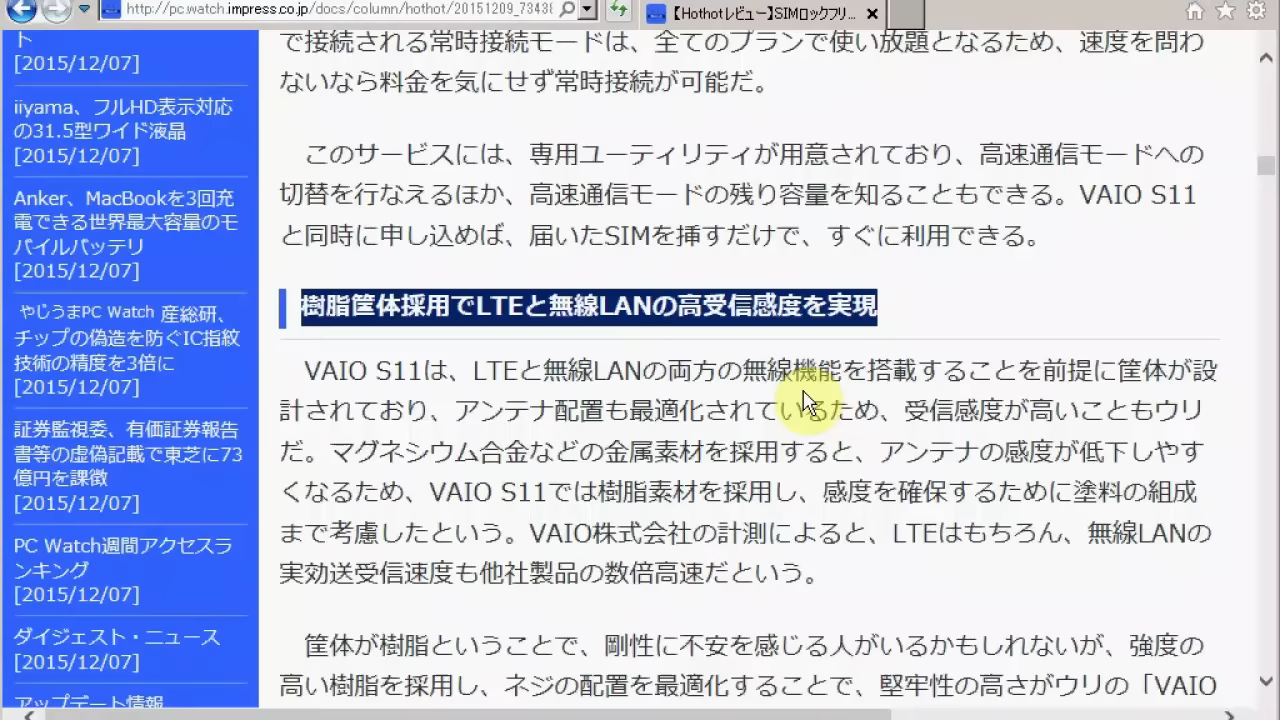 http://pc.watch.impress.co.jp/docs/column/hothot/20151209_7343
【Hothotレビュー】SIMロックフリ...
ト
[2015/12/07]
iiyama、フルHD表示対応
の31.5型ワイド液晶
[2015/12/07]
Anker、MacBookを3回充
電できる世界最大容量のモ
バイルバッテリ
[2015/12/07]
やじうまPC Watch 産総研、
チップの偽造を防ぐIC指紋
技術の精度を3倍に
[2015/12/07]
証券監視委、有価証券報告
書等の虚偽記載で東芝に73
億円を課徴
[2015/12/07]
PC Watch週間アクセスラ
ンキング
[2015/12/07]
ダイジェスト・ニュース
[2015/12/07]
アップデート情報
で接続される常時接続モードは、全てのプランで使い放題となるため、速度を問わ
ないなら料金を気にせず常時接続が可能だ。
このサービスには、専用ユーティリティが用意されており、高速通信モードへの
切替を行なえるほか、高速通信モードの残り容量を知ることもできる。VAIO S11
と同時に申し込めば、届いたSIMを挿すだけで、すぐに利用できる。
樹脂筐体採用でLTEと無線LANの高受信感度を実現
VAIO S11は、LTEと無線LANの両方の無線機能を搭載することを前提に筐体が設
計されており、アンテナ配置も最適化されているため、受信感度が高いこともウリ
だ。マグネシウム合金などの金属素材を採用すると、アンテナの感度が低下しやす
くなるため、VAIO S11では樹脂素材を採用し、感度を確保するために塗料の組成
まで考慮したという。VAIO株式会社の計測によると、LTEはもちろん、無線LANの
実効送受信速度も他社製品の数倍高速だという。
筐体が樹脂ということで、剛性に不安を感じる人がいるかもしれないが、強度の
高い樹脂を採用し、ネジの配置を最適化することで、堅牢性の高さがウリの「VAIO